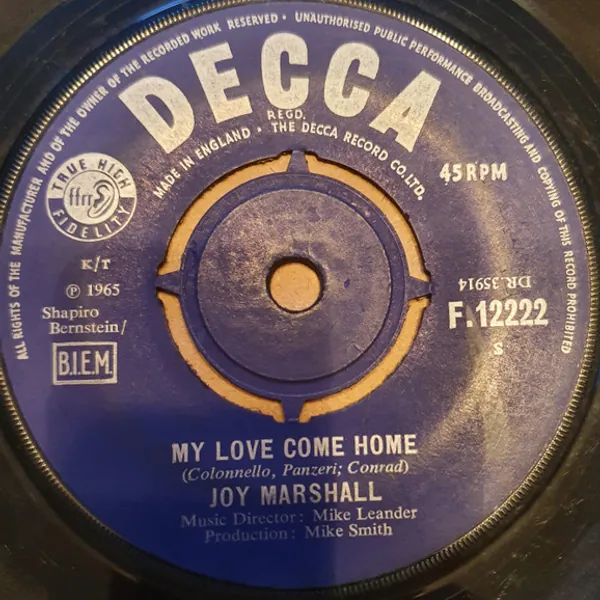 ALL RIGHTS OF THE MANUFACTURER AND OF THE OWNER OF THE RECORDED WORK RESERVED • UNAUTHORISED PUBLIC PERFORMANCE BROADCASTING AND COPYING OF THIS RECORD PROHIBITED
DECCA
REGD.
MADE IN ENGLAND • THE DECCA RECORD CO. LTD.
TRUE HIGH
ffrr
FIDELITY
45 RPM
K/T
℗ 1965
Shapiro
Bernstein/
B.I.E.M.
DR.35914
F.12222
S
MY LOVE COME HOME
(Colonnello, Panzeri; Conrad)
JOY MARSHALL
Music Director: Mike Leander
Production: Mike Smith